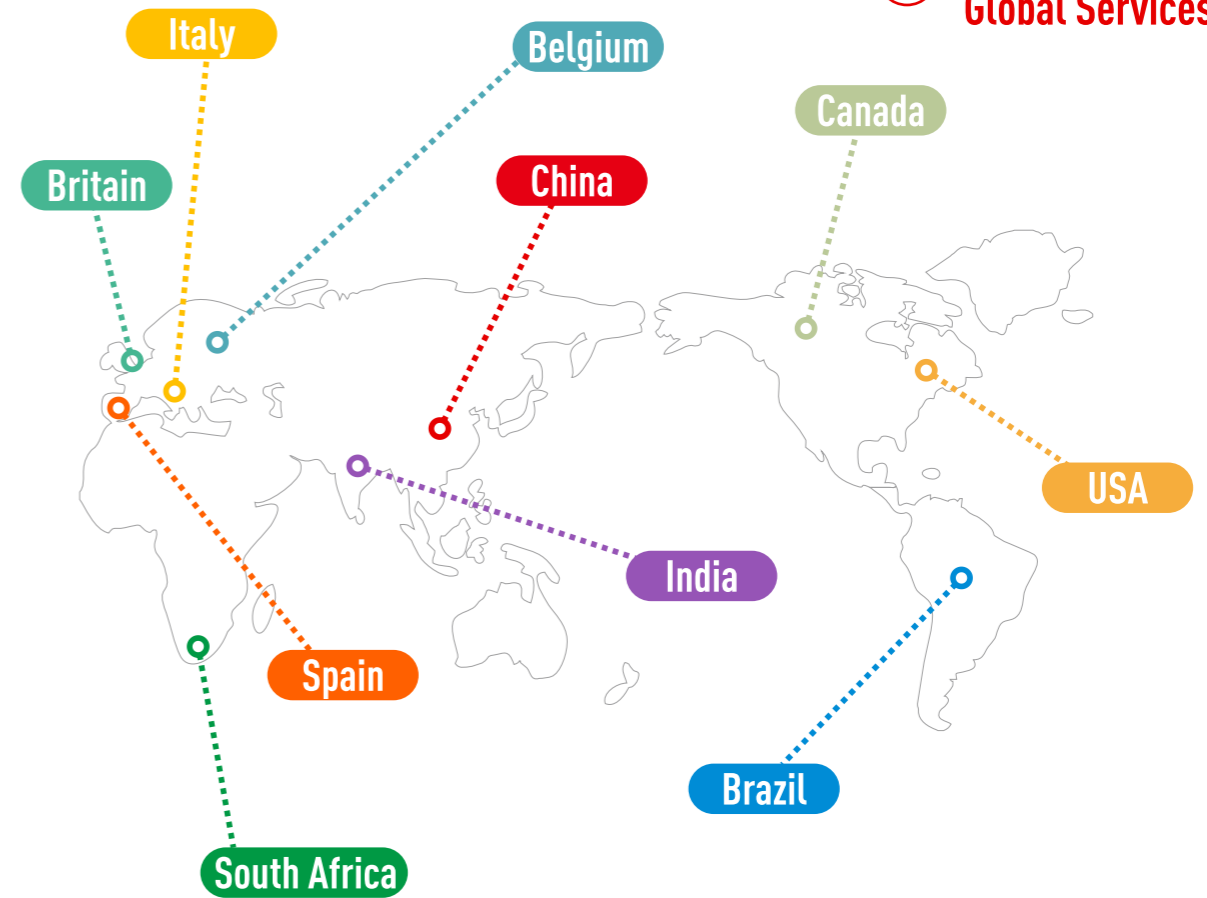 Global Services
Italy
Belgium
Canada
Britain
China
USA
India
Spain
Brazil
South Africa